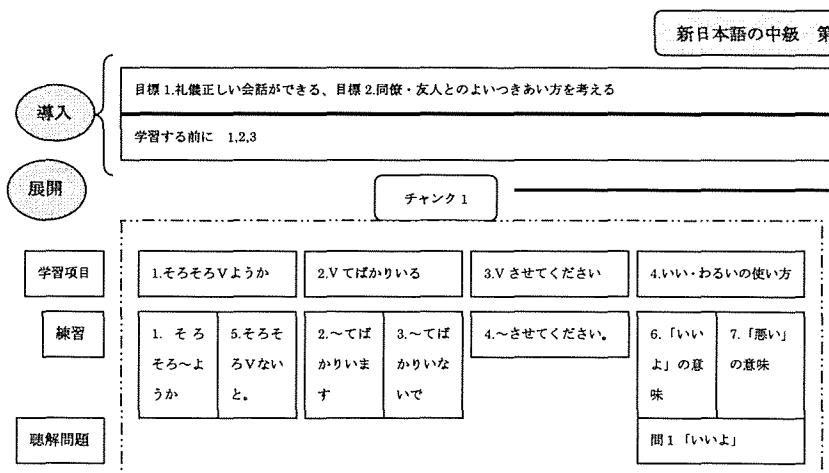 新日本語の中級 第
導入
目標 1.礼儀正しい会話ができる、目標 2.同僚・友人とのよいつきあい方を考える
学習する前に 1,2,3
展開
チャンク 1
学習項目
1.そろそろVようか
2.V てばかりいる
3.V させてください
4.いい・わるいの使い方
練習
1. そろ
そろ~よ
うか
5.そろそ
ろVない
と。
2.~てば
かりいま
す
3.~てば
かりいな
いで
4.~させてください。
6.「いい
よ」の意
味
7.「悪い」
の意味
聴解問題
問 1 「いいよ」